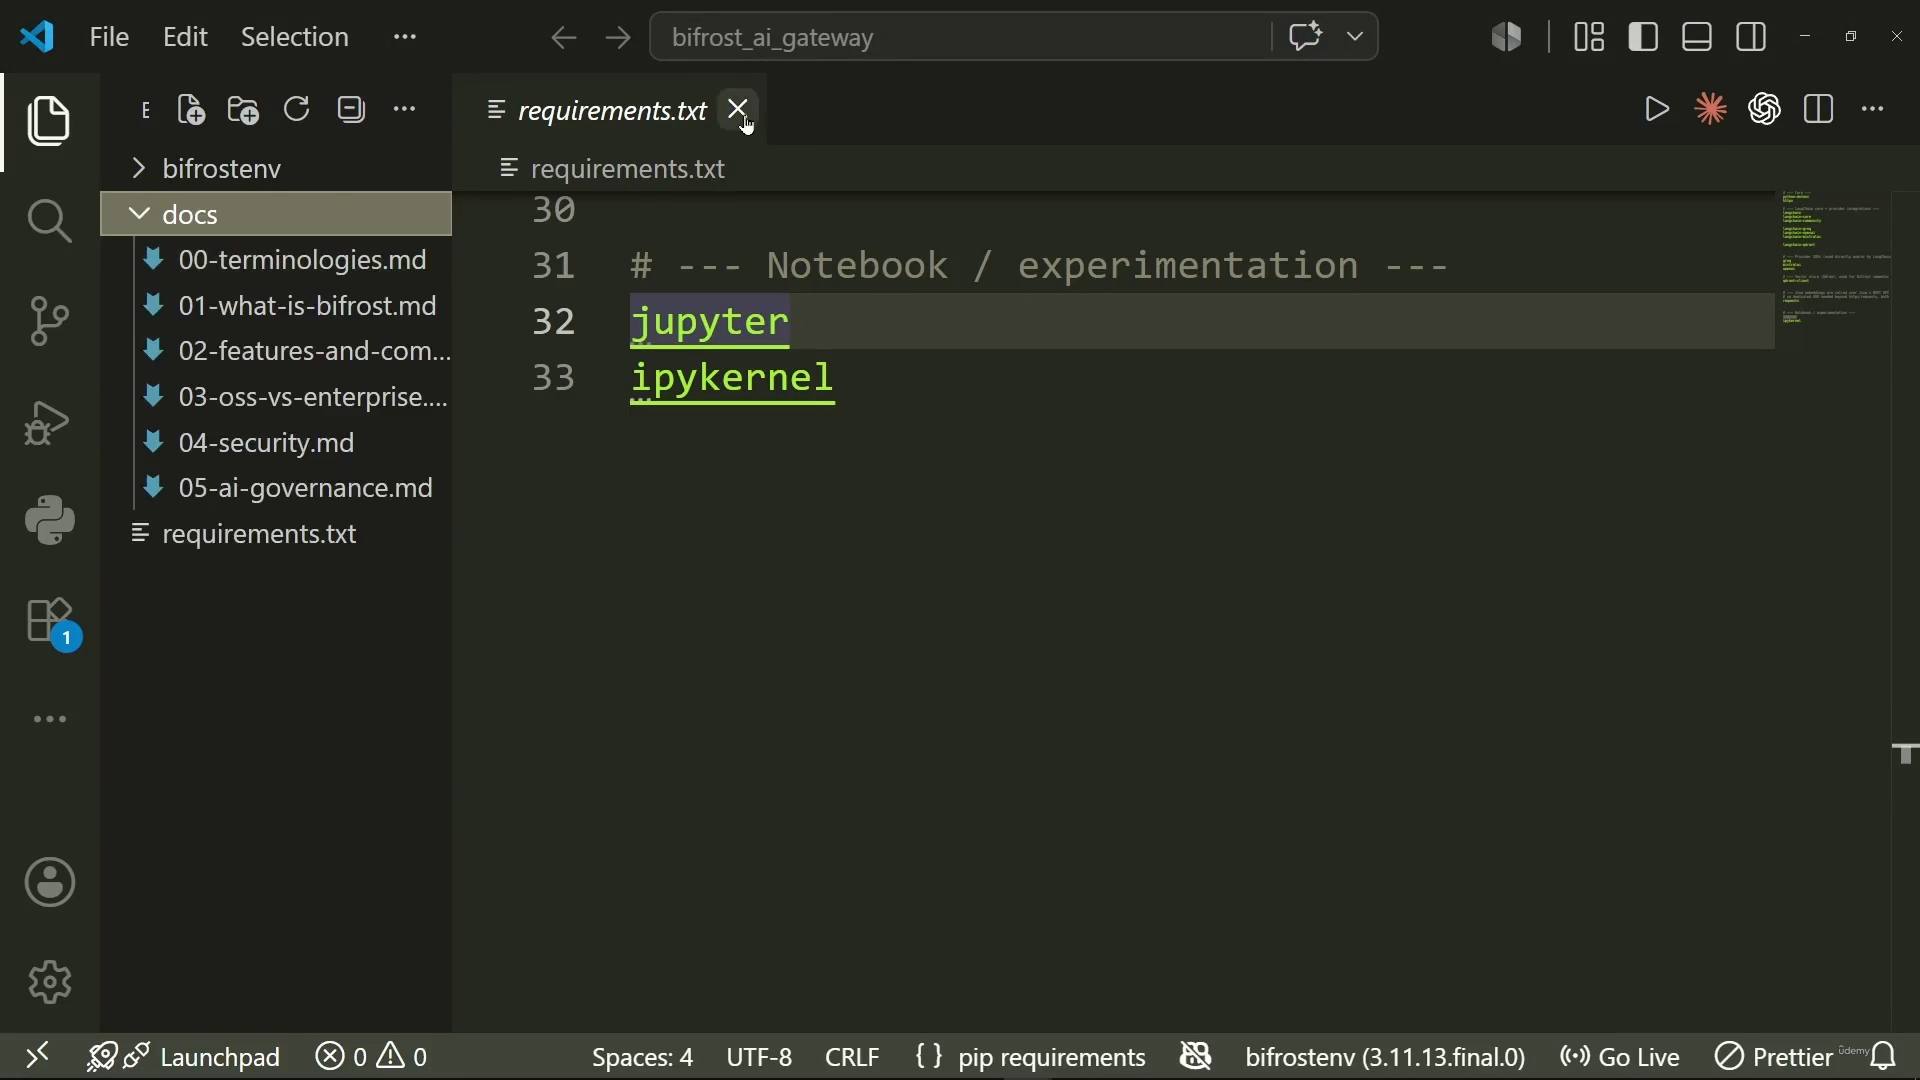 File Edit Selection ···
bifrost_ai_gateway
requirements.txt
requirements.txt
bifrostenv
docs
00-terminologies.md
01-what-is-bifrost.md
02-features-and-com...
03-oss-vs-enterprise....
04-security.md
05-ai-governance.md
requirements.txt
30
31 # --- Notebook / experimentation ---
32 jupyter
33 ipykernel
1
Launchpad 0 0 Spaces: 4 UTF-8 CRLF { } pip requirements bifrostenv (3.11.13.final.0) Go Live Prettier
udemy